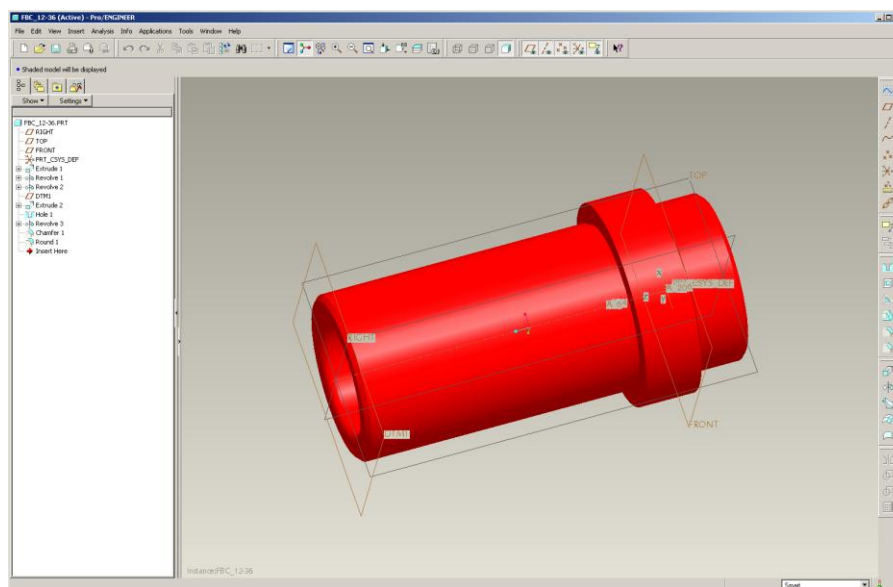 FBC_12-36 (Active) - Pro/ENGINEER
File Edit View Insert Analysis Info Applications Tools Window Help
• Shaded model will be displayed
Show Settings
FBC_12-36.PRT
RIGHT
TOP
FRONT
PRT_CSYS_DEF
Extrude 1
Revolve 1
Revolve 2
DTM1
Extrude 2
Hole 1
Revolve 3
Chamfer 1
Round 1
Insert Here
TOP
X
CSYS_DEF
A_64
Z
Y
RIGHT
DTM1
FRONT
Instance:FBC_12-36
Smart